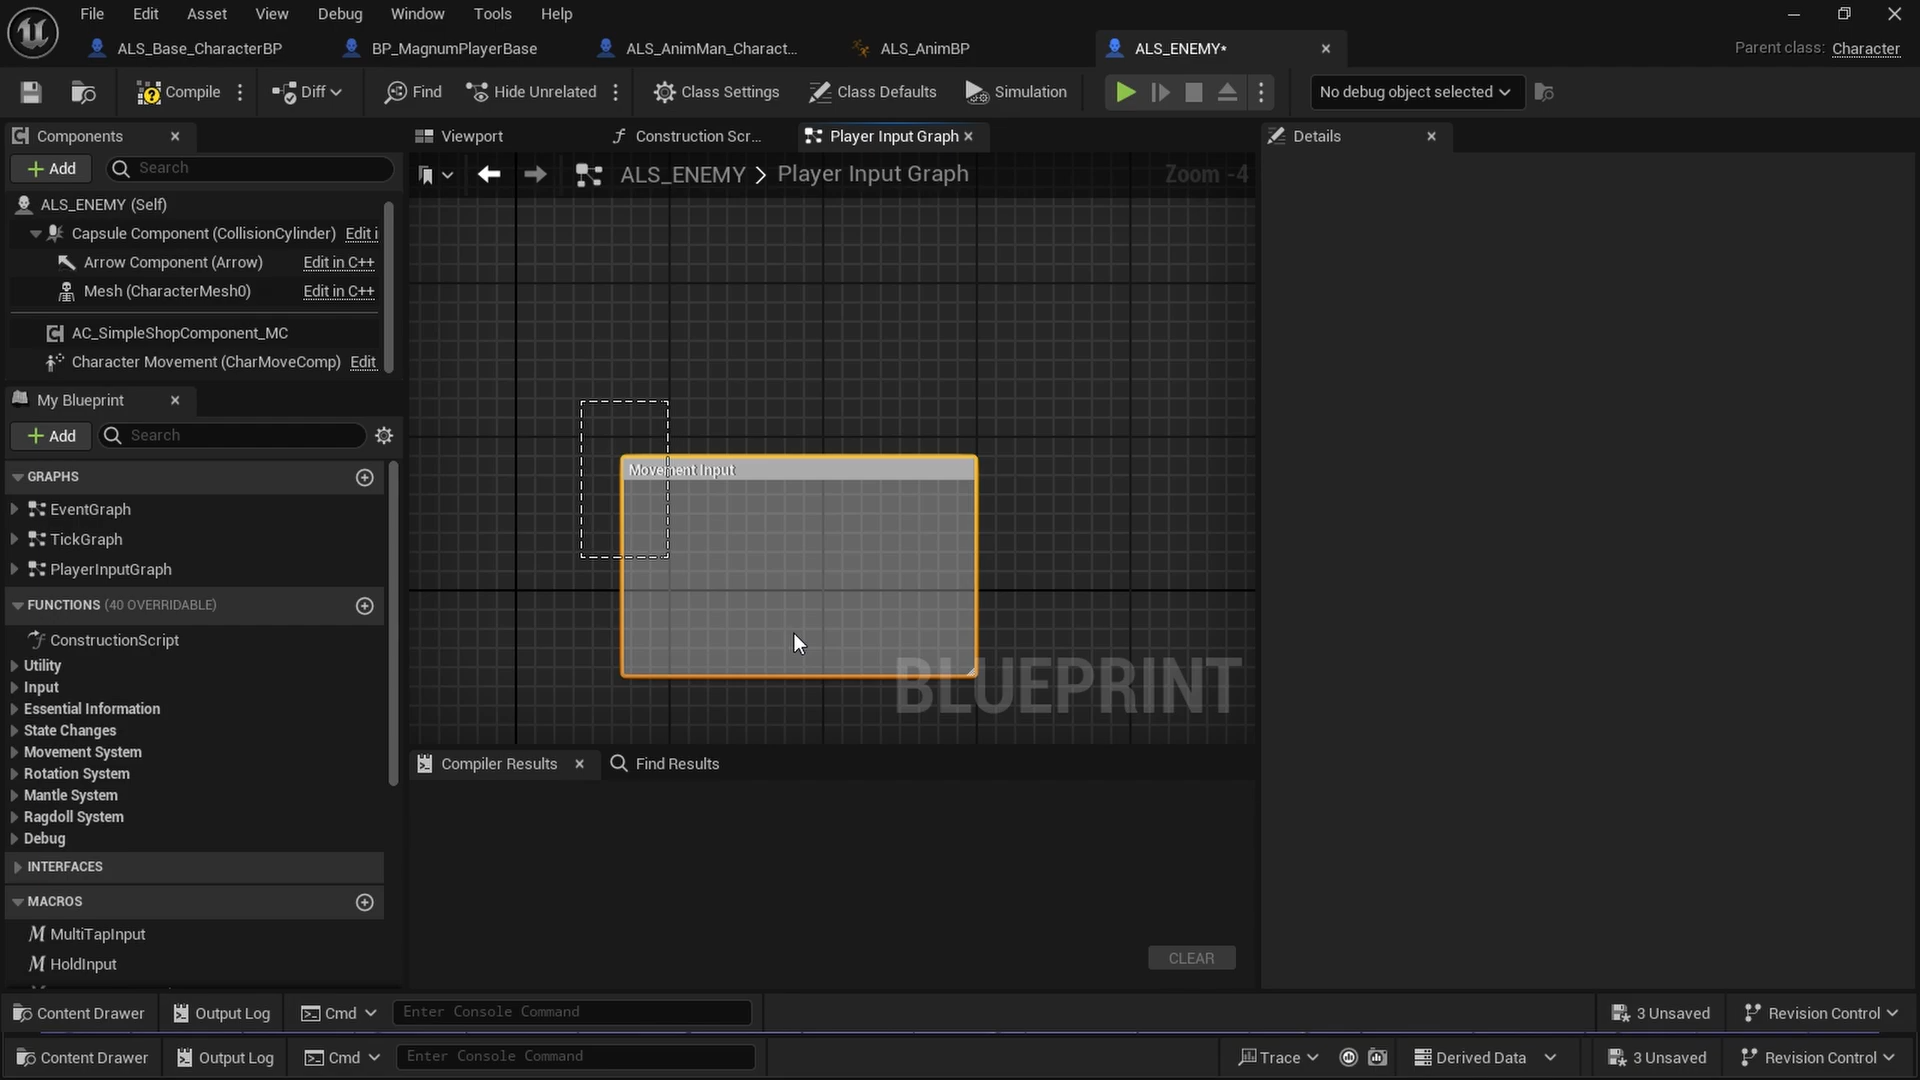 File Edit Asset View Debug Window Tools Help
ALS_Base_CharacterBP BP_MagnumPlayerBase ALS_AnimMan_Charact... ALS_AnimBP ALS_ENEMY* Parent class: Character
Compile Diff Find Hide Unrelated Class Settings Class Defaults Simulation No debug object selected
Components
Add Search
ALS_ENEMY (Self)
Capsule Component (CollisionCylinder) Edit i
Arrow Component (Arrow) Edit in C++
Mesh (CharacterMesh0) Edit in C++
AC_SimpleShopComponent_MC
Character Movement (CharMoveComp) Edit
My Blueprint
Add Search
GRAPHS
EventGraph
TickGraph
PlayerInputGraph
FUNCTIONS (40 OVERRIDABLE)
ConstructionScript
Utility
Input
Essential Information
State Changes
Movement System
Rotation System
Mantle System
Ragdoll System
Debug
INTERFACES
MACROS
MultiTapInput
HoldInput
Viewport Construction Scr... Player Input Graph
ALS_ENEMY > Player Input Graph Zoom -4
Movement Input
BLUEPRINT
Compiler Results Find Results
CLEAR
Details
Content Drawer Output Log Cmd Enter Console Command 3 Unsaved Revision Control
Content Drawer Output Log Cmd Enter Console Command Trace Derived Data 3 Unsaved Revision Control